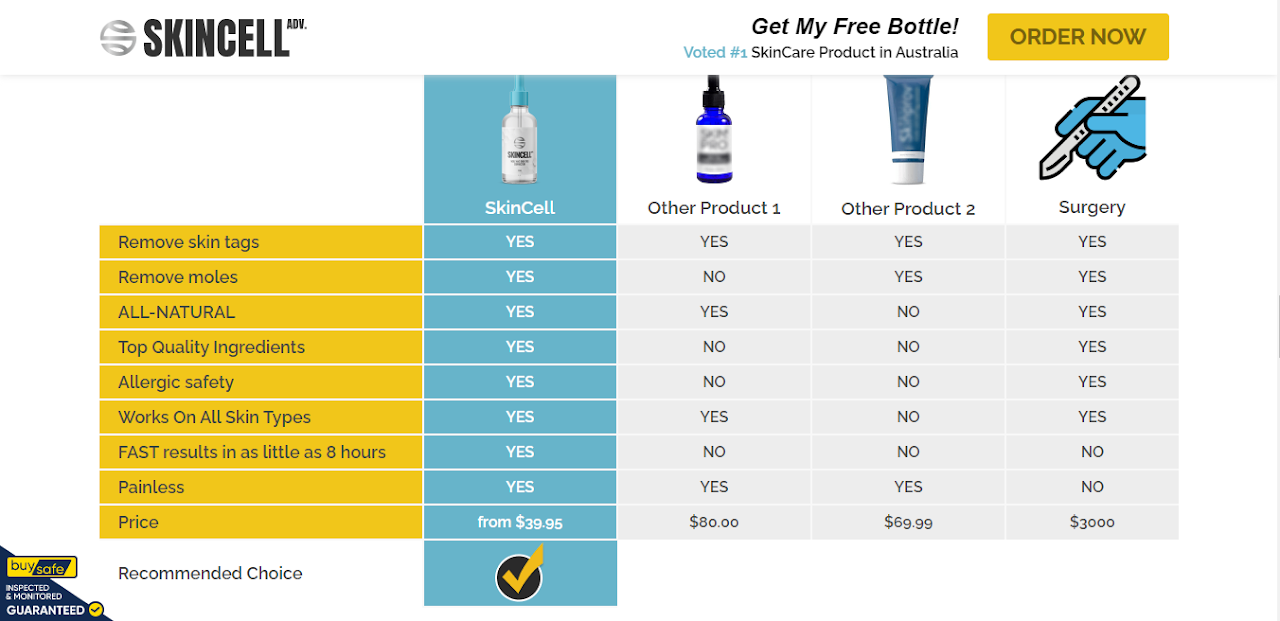 SKINCELL ADV.
Get My Free Bottle!
Voted #1 SkinCare Product in Australia
ORDER NOW
SKINCELL
SkinCell Other Product 1 Other Product 2 Surgery
Remove skin tags YES YES YES YES
Remove moles YES NO YES YES
ALL-NATURAL YES YES NO YES
Top Quality Ingredients YES NO NO YES
Allergic safety YES NO NO YES
Works On All Skin Types YES YES NO YES
FAST results in as little as 8 hours YES NO NO NO
Painless YES YES YES NO
Price from $39.95 $80.00 $69.99 $3000
Recommended Choice
buy safe
INSPECTED
& MONITORED
GUARANTEED